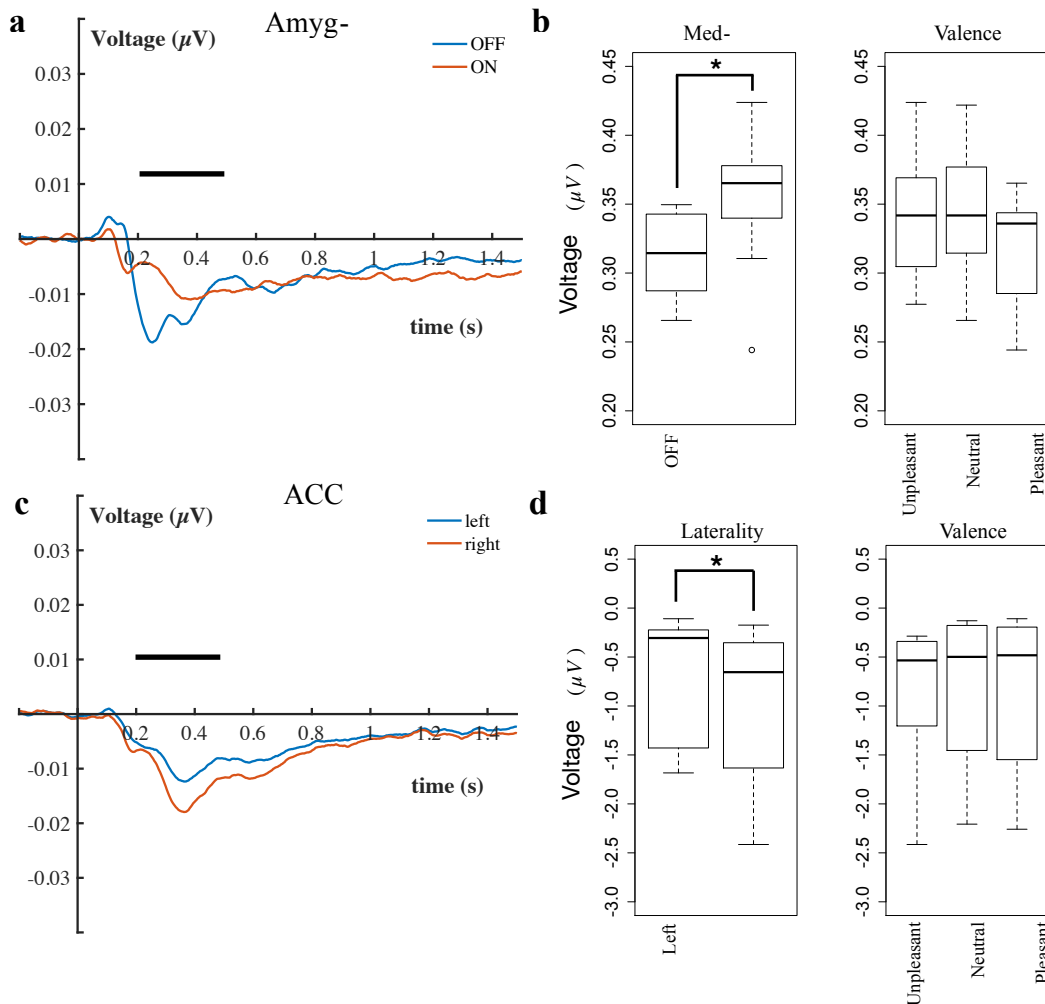 a
Amyg-
Voltage (µV)
OFF
ON
0.03
0.02
0.01
-0.01
-0.02
-0.03
0.2
0.4
0.6
0.8
1
1.2
1.4
time (s)
b
Med-
*
Voltage (µV)
0.45
0.40
0.35
0.30
0.25
0.20
OFF
Valence
0.45
0.40
0.35
0.30
0.25
0.20
Unpleasant
Neutral
Pleasant
c
ACC
Voltage (µV)
left
right
0.03
0.02
0.01
-0.01
-0.02
-0.03
0.2
0.4
0.6
0.8
1
1.2
1.4
time (s)
d
Laterality
*
Voltage (µV)
0.5
0.0
-0.5
-1.0
-1.5
-2.0
-2.5
-3.0
Left
Valence
0.5
0.0
-0.5
-1.0
-1.5
-2.0
-2.5
-3.0
Unpleasant
Neutral
Pleasant